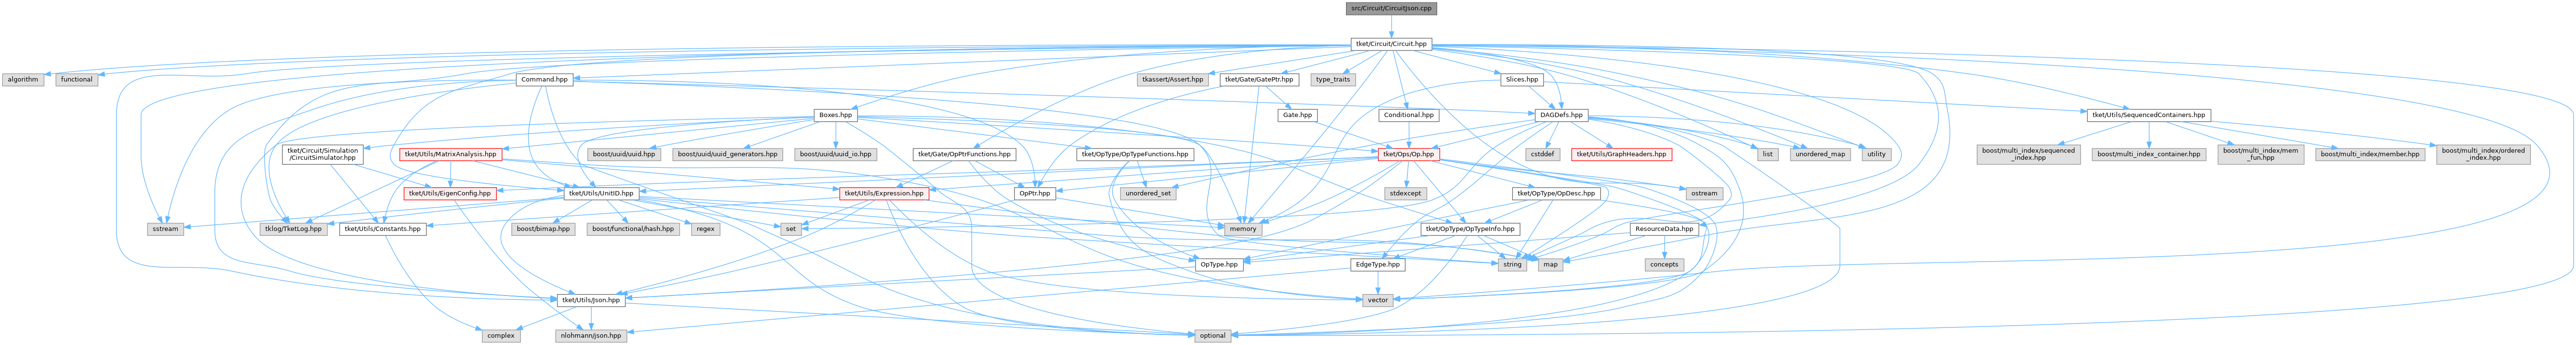 src/Circuit/CircuitJson.cpp
tket/Circuit/Circuit.hpp
algorithm
functional
Command.hpp
tkassert/Assert.hpp
tket/Gate/GatePtr.hpp
type_traits
Slices.hpp
Boxes.hpp
Gate.hpp
Conditional.hpp
DAGDefs.hpp
tket/Utils/SequencedContainers.hpp
tket/Circuit/Simulation
/CircuitSimulator.hpp
tket/Utils/MatrixAnalysis.hpp
boost/uuid/uuid.hpp
boost/uuid/uuid_generators.hpp
boost/uuid/uuid_io.hpp
tket/Gate/OpPtrFunctions.hpp
tket/OpType/OpTypeFunctions.hpp
tket/Ops/Op.hpp
cstddef
tket/Utils/GraphHeaders.hpp
list
unordered_map
utility
boost/multi_index/sequenced
_index.hpp
boost/multi_index_container.hpp
boost/multi_index/mem
_fun.hpp
boost/multi_index/member.hpp
boost/multi_index/ordered
_index.hpp
tket/Utils/EigenConfig.hpp
tket/Utils/UnitID.hpp
tket/Utils/Expression.hpp
OpPtr.hpp
unordered_set
stdexcept
tket/OpType/OpDesc.hpp
ostream
sstream
tklog/TketLog.hpp
tket/Utils/Constants.hpp
boost/bimap.hpp
boost/functional/hash.hpp
regex
set
memory
tket/OpType/OpTypeInfo.hpp
ResourceData.hpp
OpType.hpp
EdgeType.hpp
string
map
concepts
tket/Utils/Json.hpp
vector
complex
nlohmann/json.hpp
optional